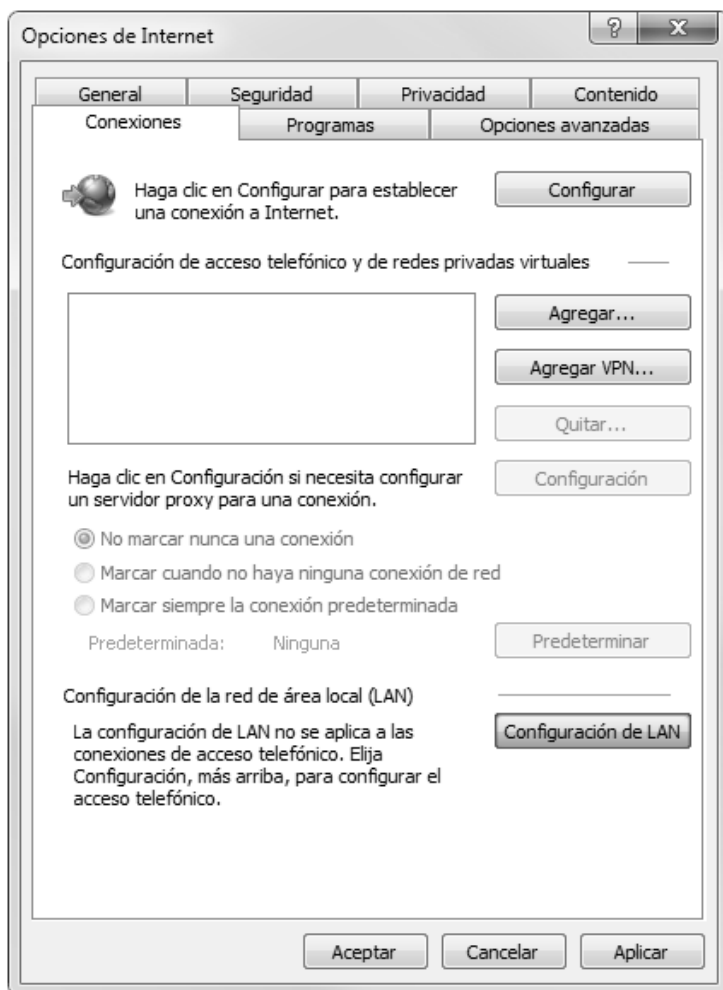 Opciones de Internet
General Seguridad Privacidad Contenido
Conexiones Programas Opciones avanzadas
Haga clic en Configurar para establecer
una conexión a Internet.
Configurar
Configuración de acceso telefónico y de redes privadas virtuales
Agregar...
Agregar VPN...
Quitar...
Haga clic en Configuración si necesita configurar
un servidor proxy para una conexión.
Configuración
No marcar nunca una conexión
Marcar cuando no haya ninguna conexión de red
Marcar siempre la conexión predeterminada
Predeterminada: Ninguna Predeterminar
Configuración de la red de área local (LAN)
La configuración de LAN no se aplica a las
conexiones de acceso telefónico. Elija
Configuración, más arriba, para configurar el
acceso telefónico.
Configuración de LAN
Aceptar Cancelar Aplicar